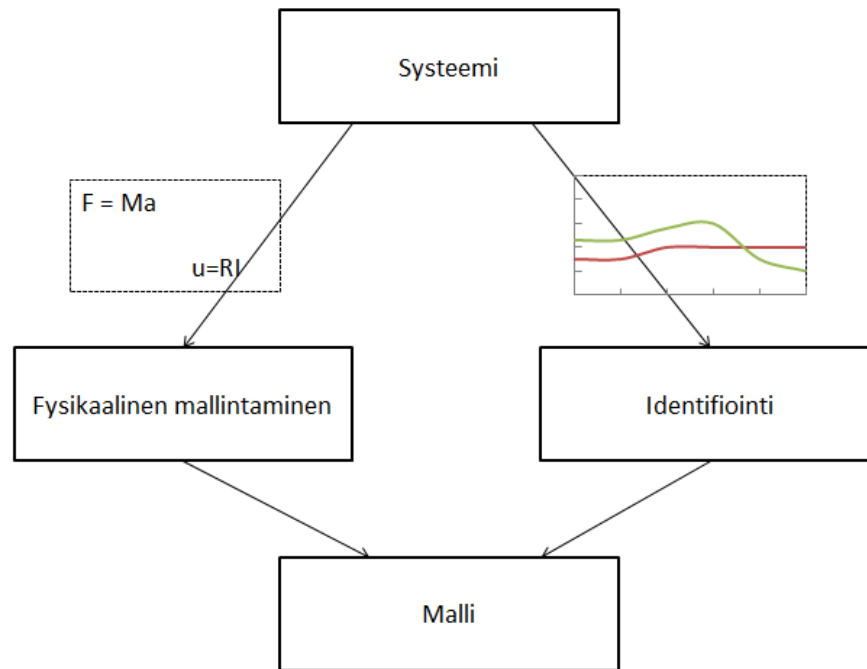 Systeemi
F = Ma
u=RI
Fysikaalinen mallintaminen
Identifiointi
Malli